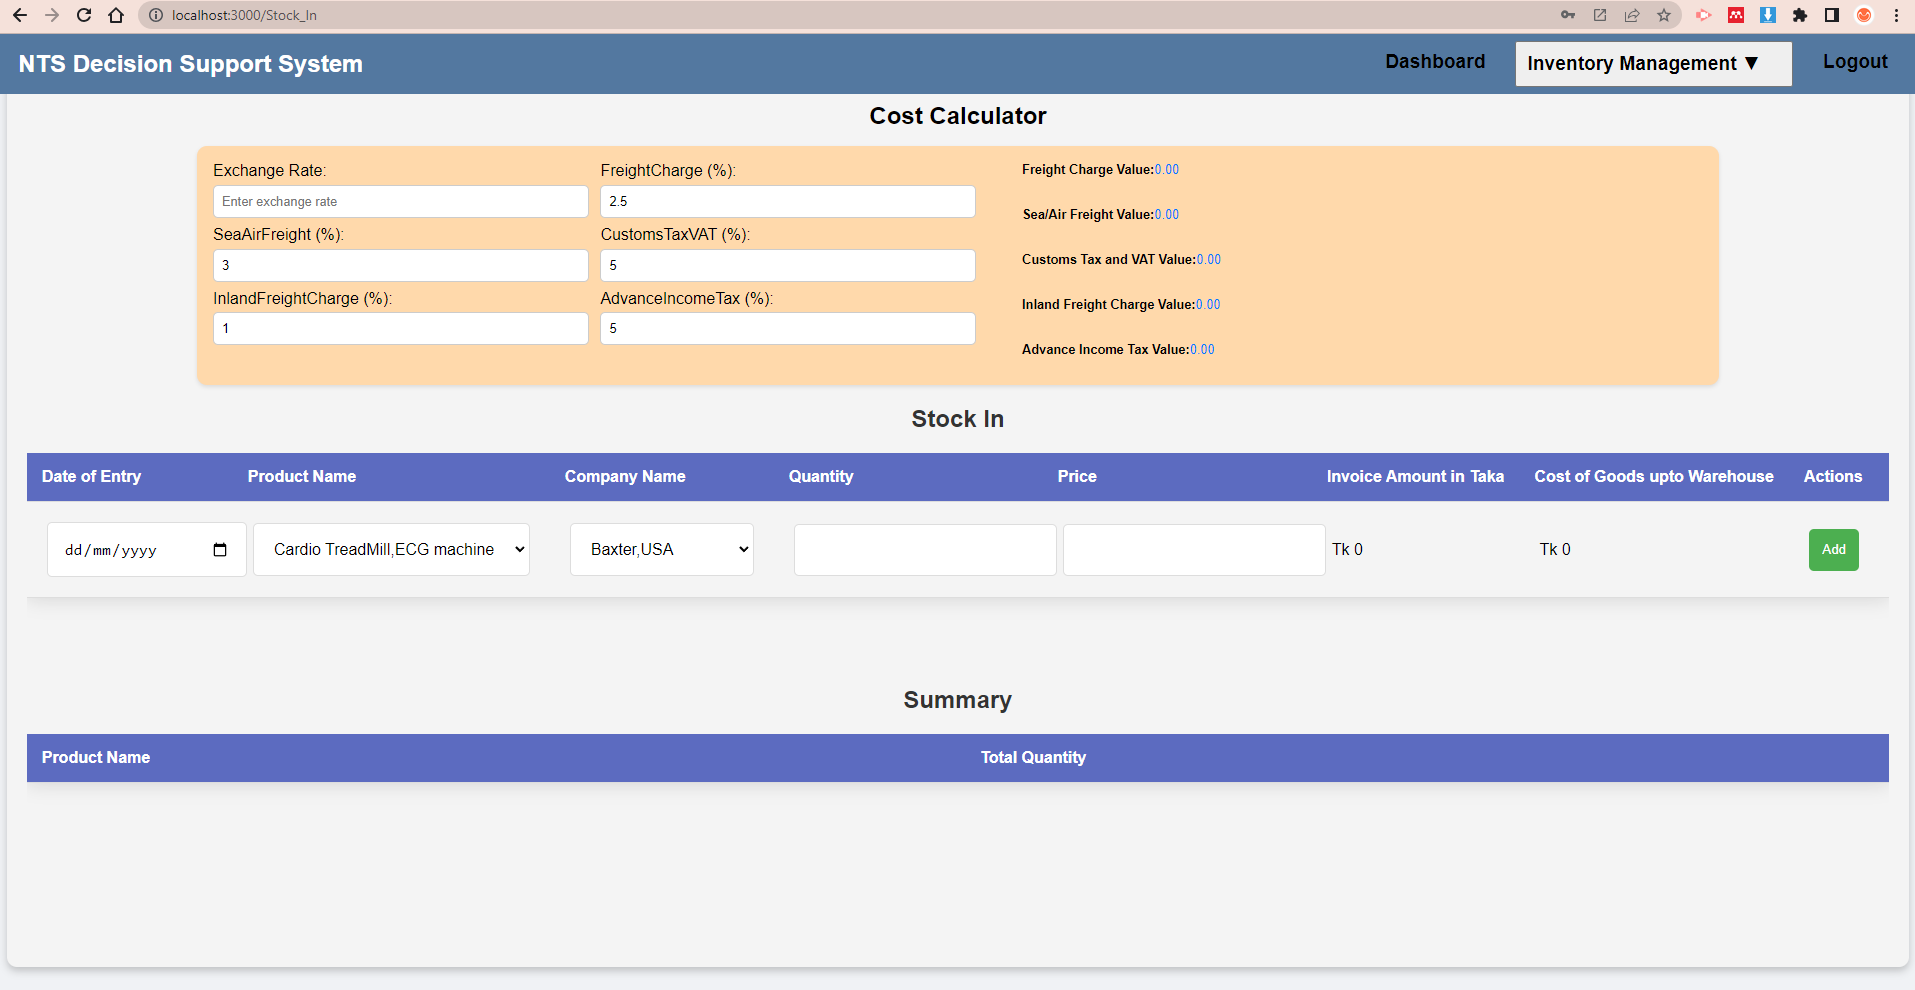 localhost:3000/Stock_In
NTS Decision Support System
Dashboard
Inventory Management ▼
Logout
Cost Calculator
Exchange Rate:
FreightCharge (%):
Enter exchange rate
2.5
SeaAirFreight (%):
CustomsTaxVAT (%):
3
5
InlandFreightCharge (%):
AdvanceIncomeTax (%):
1
5
Freight Charge Value:0.00
Sea/Air Freight Value:0.00
Customs Tax and VAT Value:0.00
Inland Freight Charge Value:0.00
Advance Income Tax Value:0.00
Stock In
Date of Entry Product Name Company Name Quantity Price Invoice Amount in Taka Cost of Goods upto Warehouse Actions
dd/mm/yyyy Cardio TreadMill,ECG machine Baxter,USA Tk 0 Tk 0 Add
Summary
Product Name Total Quantity